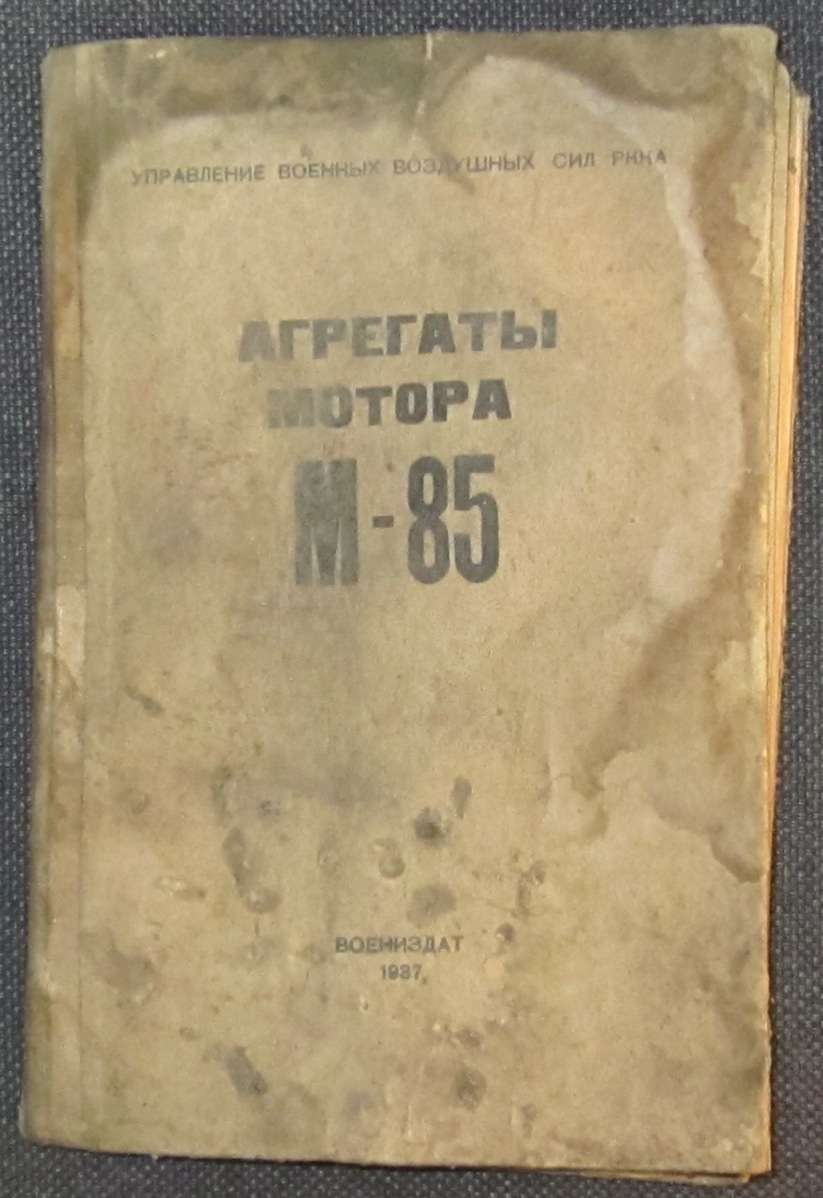 УПРАВЛЕНИЕ ВОЕННЫХ ВОЗДУШНЫХ СИЛ РККА
АГРЕГАТЫ
МОТОРА
М-85
ВОЕНИЗДАТ
1937